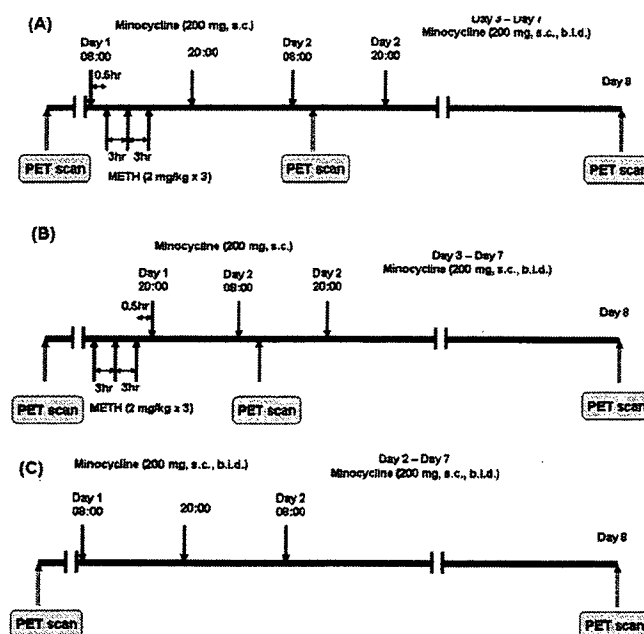 (A)
Minocycline (200 mg, s.c.)
Day 3 – Day 7
Minocycline (200 mg, s.c., b.i.d.)
Day 1
08:00
20:00
Day 2
08:00
Day 2
20:00
Day 8
0.5hr
3hr 3hr
METH (2 mg/kg x 3)
PET scan
PET scan
PET scan
(B)
Minocycline (200 mg, s.c.)
Day 3 – Day 7
Minocycline (200 mg, s.c., b.i.d.)
Day 1
20:00
Day 2
08:00
Day 2
20:00
Day 8
0.5hr
3hr 3hr
METH (2 mg/kg x 3)
PET scan
PET scan
PET scan
(C)
Minocycline (200 mg, s.c., b.i.d.)
Day 2 – Day 7
Minocycline (200 mg, s.c., b.i.d.)
Day 1
08:00
20:00
Day 2
08:00
Day 8
PET scan
PET scan